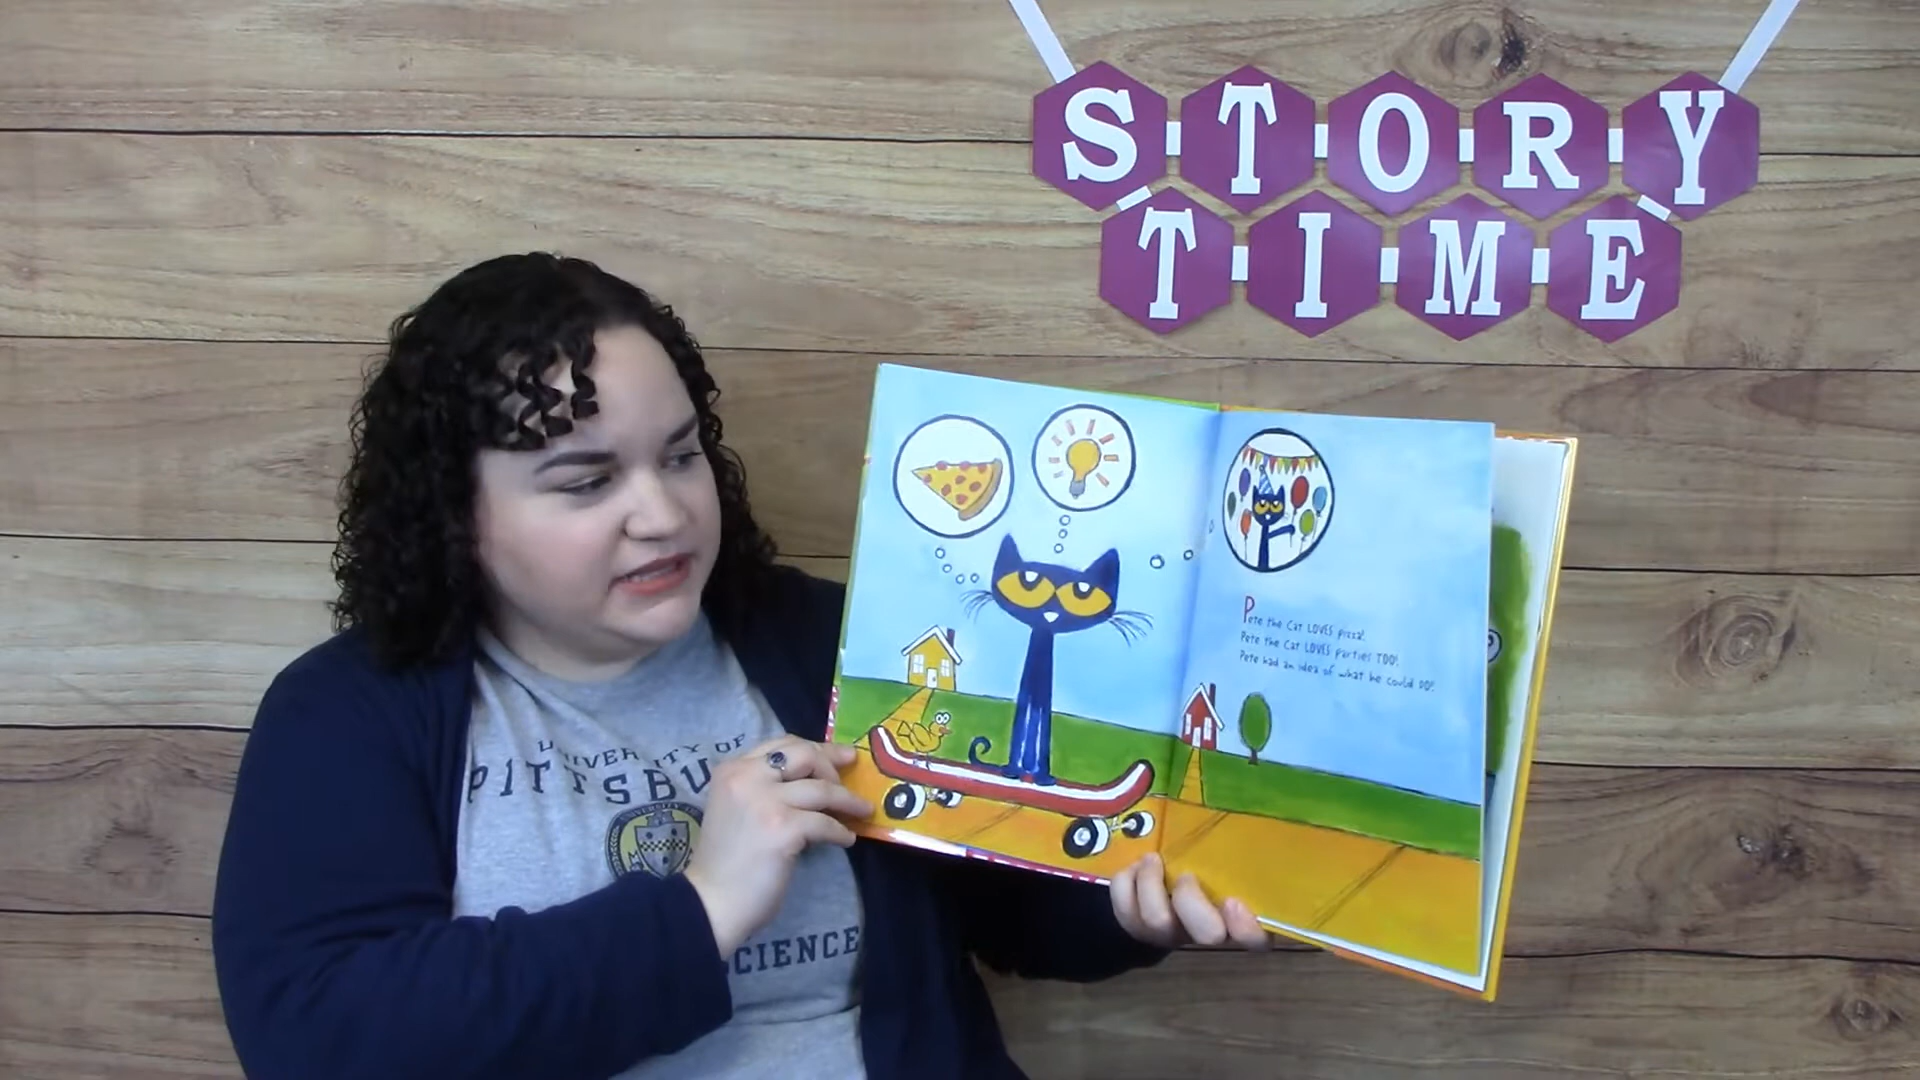 STORY
TIME
Pete the Cat LOVES pizza!
Pete the Cat LOVES parties TOO!
Pete had an idea of what he could DO!
UNIVERSITY OF
PITTSBU
SCIENCE